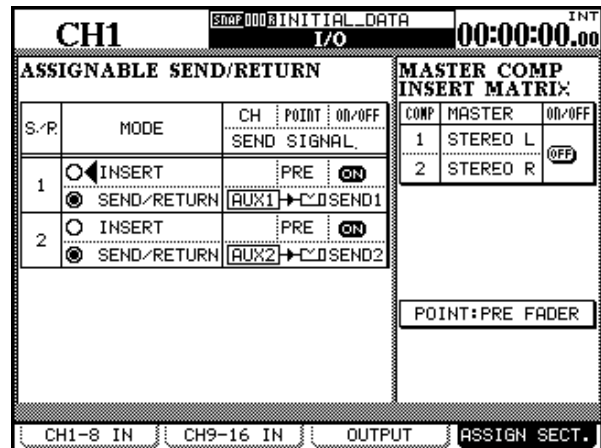 CH1
SNAP 000 R INITIAL_DATA
I/O
INT
00:00:00.00
ASSIGNABLE SEND/RETURN
S/R MODE CH POINT ON/OFF
SEND SIGNAL.
1 INSERT PRE ON
SEND/RETURN AUX1 SEND1
2 INSERT PRE ON
SEND/RETURN AUX2 SEND2
MASTER COMP
INSERT MATRIX
COMP MASTER ON/OFF
1 STEREO L
OFF
2 STEREO R
POINT:PRE FADER
CH1-8 IN CH9-16 IN OUTPUT ASSIGN SECT.